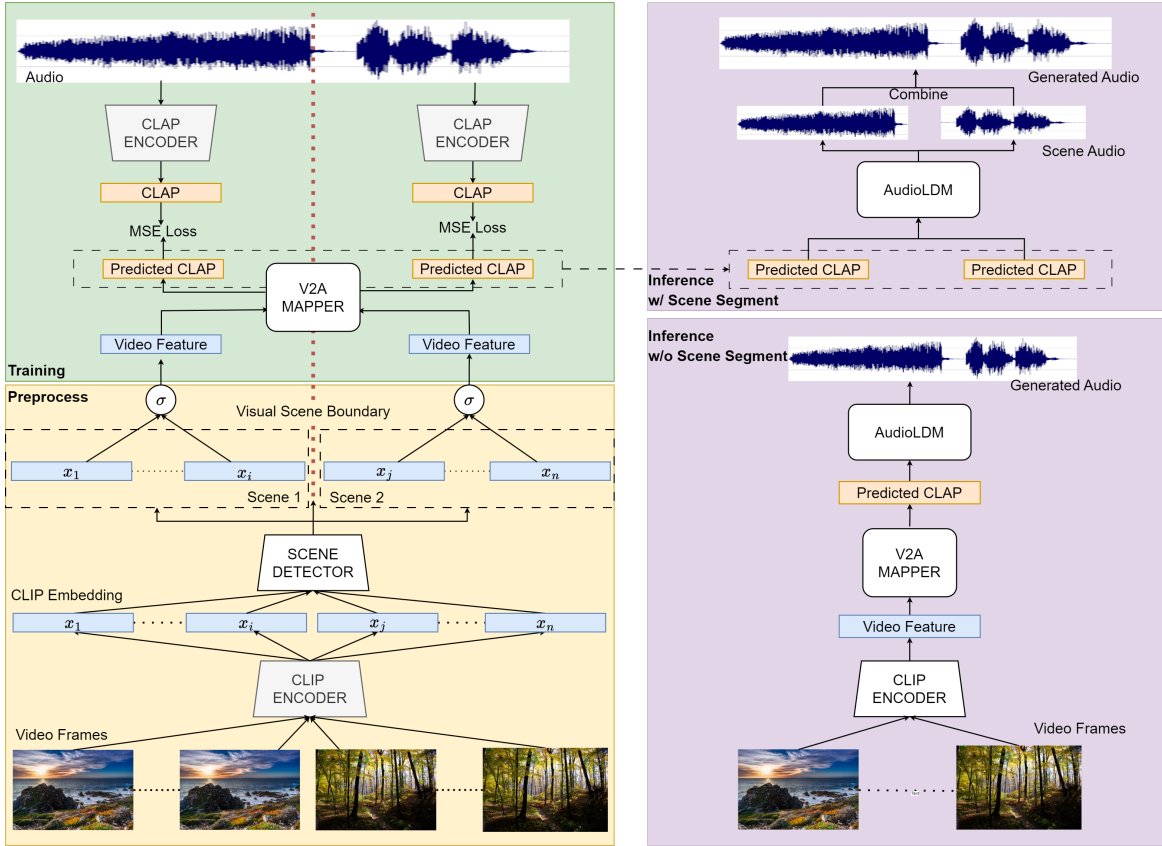 Audio
CLAP
ENCODER
CLAP
ENCODER
CLAP
CLAP
MSE Loss
MSE Loss
Predicted CLAP
Predicted CLAP
V2A
MAPPER
Video Feature
Video Feature
Training
Preprocess
σ
σ
Visual Scene Boundary
x₁
xᵢ
xⱼ
xₙ
Scene 1
Scene 2
SCENE
DETECTOR
CLIP Embedding
x₁
xᵢ
xⱼ
xₙ
CLIP
ENCODER
Video Frames
Generated Audio
Combine
Scene Audio
AudioLDM
Predicted CLAP
Predicted CLAP
Inference
w/ Scene Segment
Inference
w/o Scene Segment
Generated Audio
AudioLDM
Predicted CLAP
V2A
MAPPER
Video Feature
CLIP
ENCODER
Video Frames